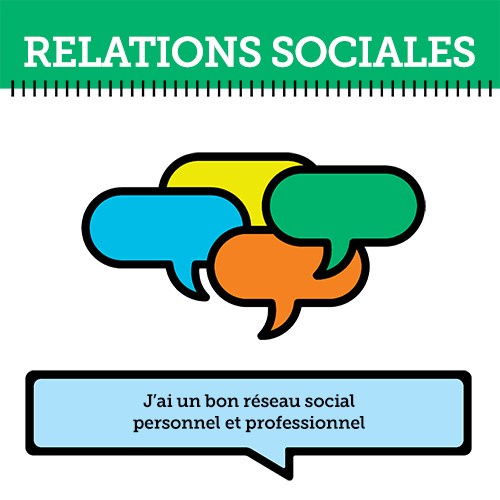 RELATIONS SOCIALES
J’ai un bon réseau social
personnel et professionnel